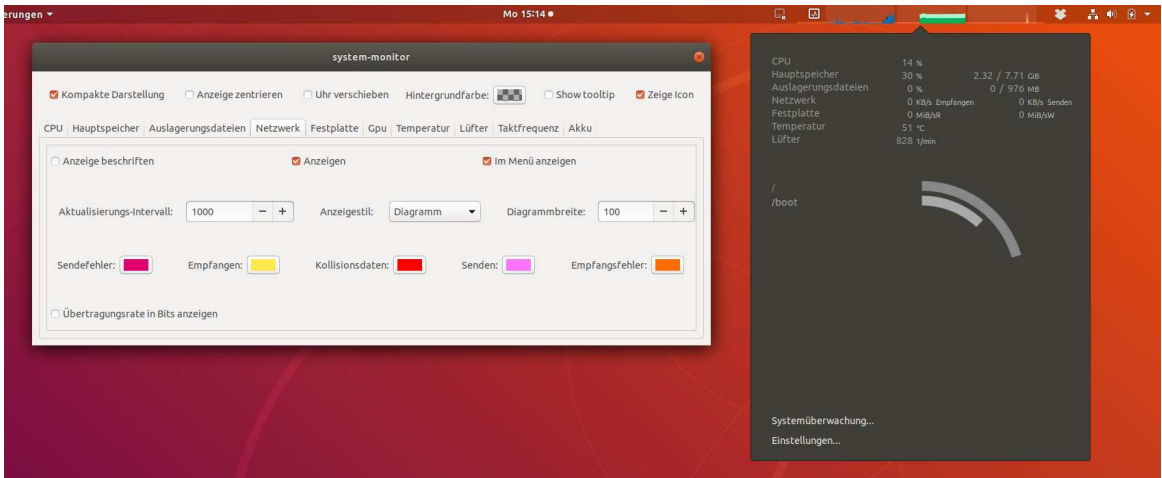 erungen
Mo 15:14
system-monitor
Kompakte Darstellung Anzeige zentrieren Uhr verschieben Hintergrundfarbe: Show tooltip Zeige Icon
CPU Hauptspeicher Auslagerungsdateien Netzwerk Festplatte Gpu Temperatur Lüfter Taktfrequenz Akku
Anzeige beschriften Anzeigen Im Menü anzeigen
Aktualisierungs-Intervall: 1000 − + Anzeigestil: Diagramm Diagrammbreite: 100 − +
Sendefehler: Empfangen: Kollisionsdaten: Senden: Empfangsfehler:
Übertragungsrate in Bits anzeigen
CPU 14 %
Hauptspeicher 30 % 2.32 / 7.71 GiB
Auslagerungsdateien 0 % 0 / 976 MB
Netzwerk 0 KB/s Empfangen 0 KB/s Senden
Festplatte 0 MiB/sR 0 MiB/sW
Temperatur 51 °C
Lüfter 828 1/min
/
/boot
Systemüberwachung...
Einstellungen...